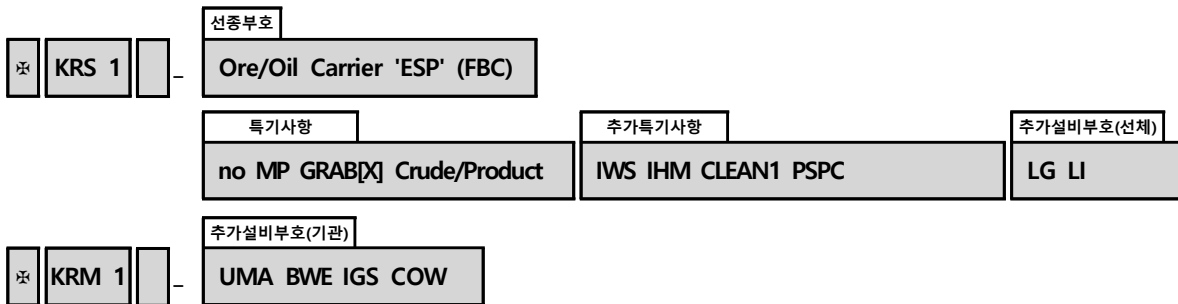 선종부호
✠ KRS 1 - Ore/Oil Carrier 'ESP' (FBC)
특기사항 추가특기사항 추가설비부호(선체)
no MP GRAB[X] Crude/Product IWS IHM CLEAN1 PSPC LG LI
추가설비부호(기관)
✠ KRM 1 - UMA BWE IGS COW